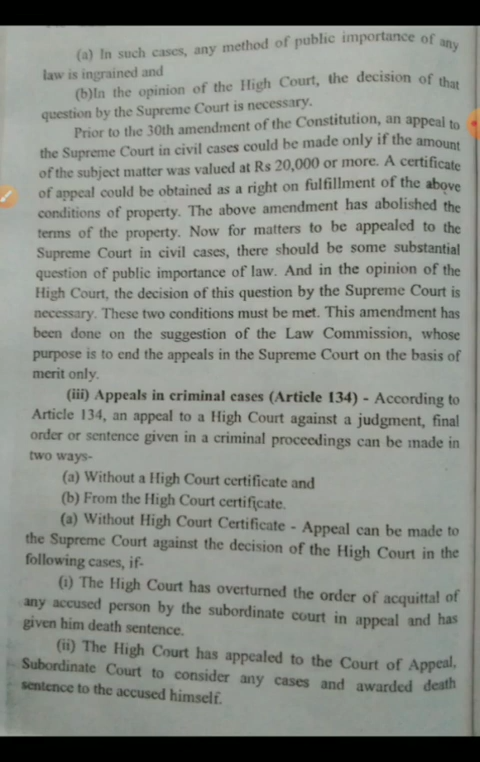 (a) In such cases, any method of public importance of any
law is ingrained and
(b)In the opinion of the High Court, the decision of that
question by the Supreme Court is necessary.
Prior to the 30th amendment of the Constitution, an appeal to
the Supreme Court in civil cases could be made only if the amount
of the subject matter was valued at Rs 20,000 or more. A certificate
of appeal could be obtained as a right on fulfillment of the above
conditions of property. The above amendment has abolished the
terms of the property. Now for matters to be appealed to the
Supreme Court in civil cases, there should be some substantial
question of public importance of law. And in the opinion of the
High Court, the decision of this question by the Supreme Court is
necessary. These two conditions must be met. This amendment has
been done on the suggestion of the Law Commission, whose
purpose is to end the appeals in the Supreme Court on the basis of
merit only.
(iii) Appeals in criminal cases (Article 134) - According to
Article 134, an appeal to a High Court against a judgment, final
order or sentence given in a criminal proceedings can be made in
two ways-
(a) Without a High Court certificate and
(b) From the High Court certificate.
(a) Without High Court Certificate - Appeal can be made to
the Supreme Court against the decision of the High Court in the
following cases, if-
(i) The High Court has overturned the order of acquittal of
any accused person by the subordinate court in appeal and has
given him death sentence.
(ii) The High Court has appealed to the Court of Appeal,
Subordinate Court to consider any cases and awarded death
sentence to the accused himself.